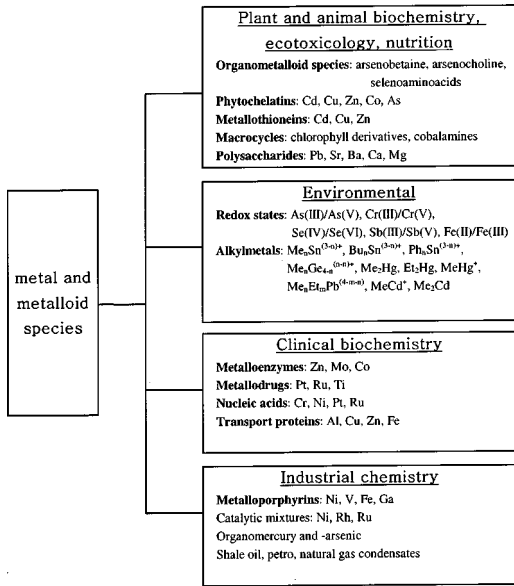 Plant and animal biochemistry,
ecotoxicology, nutrition
Organometalloid species: arsenobetaine, arsenocholine,
selenoaminoacids
Phytochelatins: Cd, Cu, Zn, Co, As
Metallothioneins: Cd, Cu, Zn
Macrocycles: chlorophyll derivatives, cobalamines
Polysaccharides: Pb, Sr, Ba, Ca, Mg
metal and
metalloid
species
Environmental
Redox states: As(III)/As(V), Cr(III)/Cr(V),
Se(IV)/Se(VI), Sb(III)/Sb(V), Fe(II)/Fe(III)
Alkylmetals: MeₙSn⁽³⁻ⁿ⁾⁺, BuₙSn⁽³⁻ⁿ⁾⁺, PhₙSn⁽³⁻ⁿ⁾⁺,
MeₙGe₄₋ₙ⁽ⁿ⁻ⁿ⁾⁺, Me₂Hg, Et₂Hg, MeHg⁺,
MeₙEtₘPb⁽⁴⁻ᵐ⁻ⁿ⁾, MeCd⁺, Me₂Cd
Clinical biochemistry
Metalloenzymes: Zn, Mo, Co
Metallodrugs: Pt, Ru, Ti
Nucleic acids: Cr, Ni, Pt, Ru
Transport proteins: Al, Cu, Zn, Fe
Industrial chemistry
Metalloporphyrins: Ni, V, Fe, Ga
Catalytic mixtures: Ni, Rh, Ru
Organomercury and -arsenic
Shale oil, petro, natural gas condensates